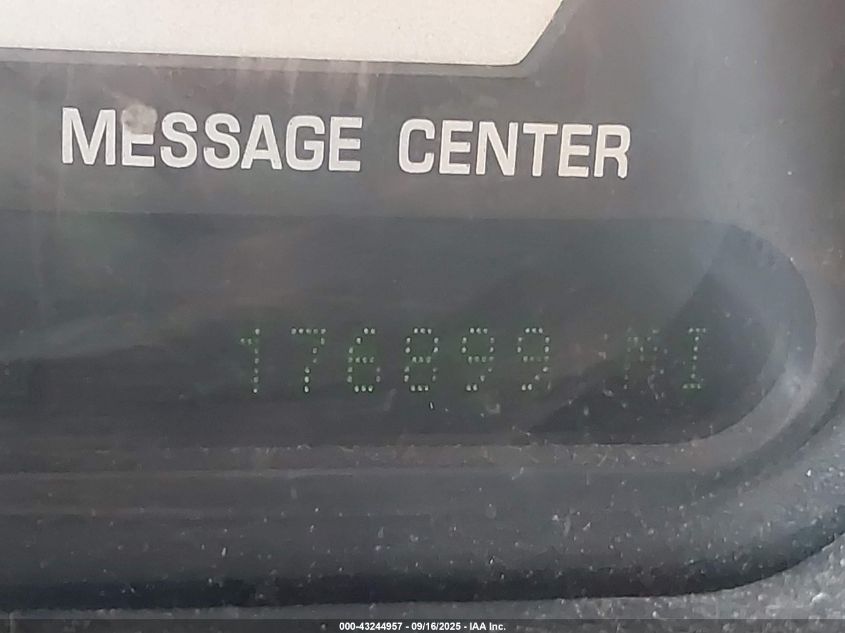 MESSAGE CENTER
176899 MI
000-43244957 - 09/16/2025 - IAA Inc.